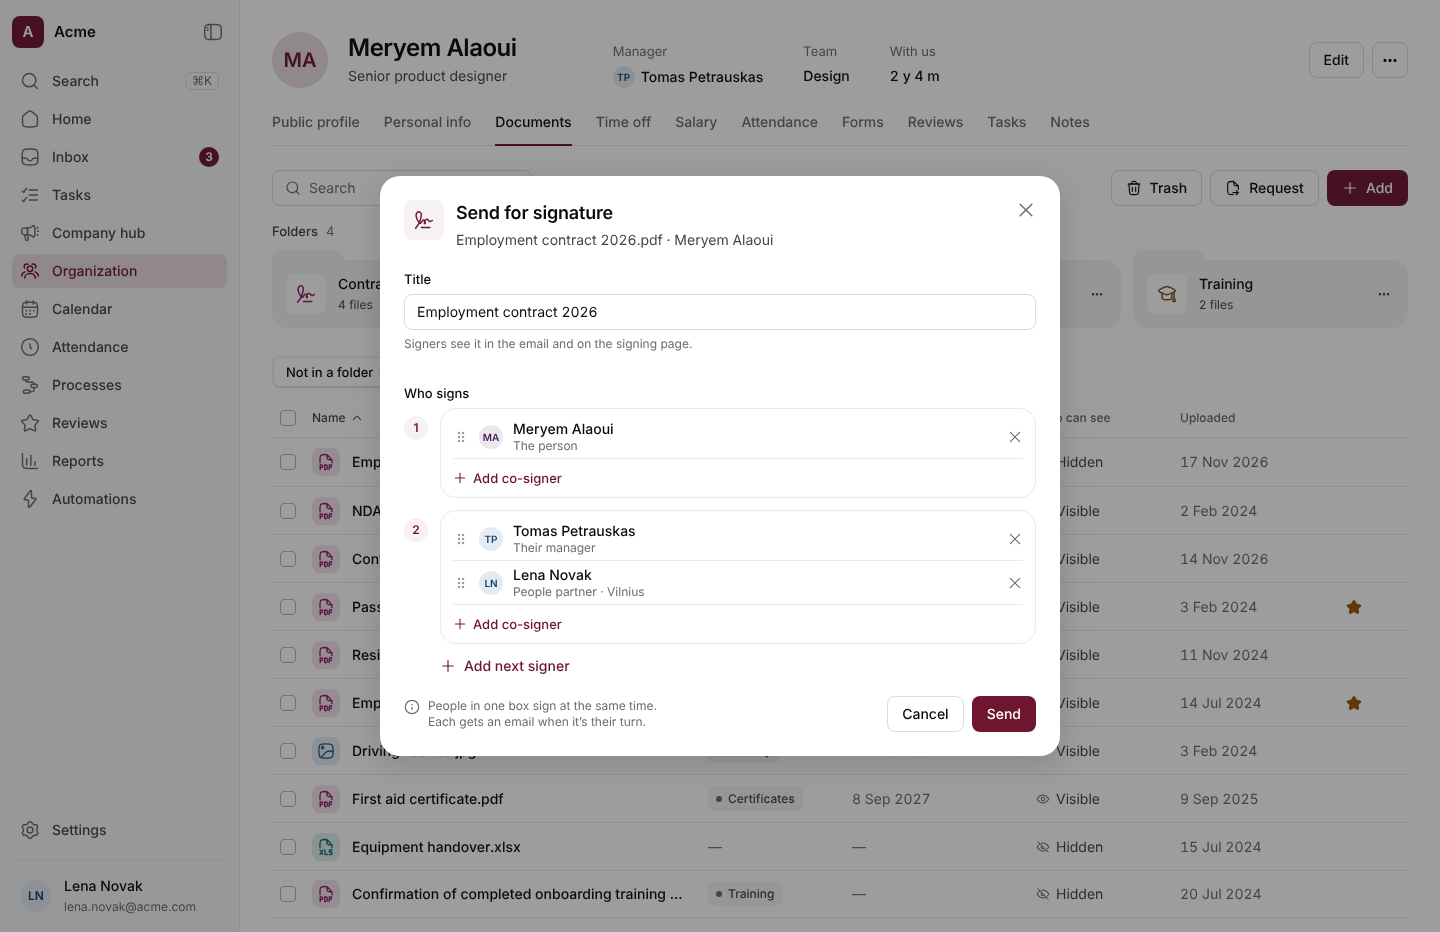 A
Acme
Search
⌘K
Home
Inbox
3
Tasks
Company hub
Organization
Calendar
Attendance
Processes
Reviews
Reports
Automations
Settings
LN
Lena Novak
lena.novak@acme.com
MA
Meryem Alaoui
Senior product designer
Manager
TP Tomas Petrauskas
Team
Design
With us
2 y 4 m
Edit
Public profile
Personal info
Documents
Time off
Salary
Attendance
Forms
Reviews
Tasks
Notes
Search
Trash
Request
Add
Folders 4
4 files
Training
2 files
Not in a folder
Name
can see
Uploaded
PDF
Hidden
17 Nov 2026
PDF NDA
Visible
2 Feb 2024
PDF
Visible
14 Nov 2026
PDF
Visible
3 Feb 2024
PDF
Visible
11 Nov 2024
PDF
Visible
14 Jul 2024
Visible
3 Feb 2024
PDF First aid certificate.pdf
Certificates
8 Sep 2027
Visible
9 Sep 2025
XLS Equipment handover.xlsx
—
—
Hidden
15 Jul 2024
PDF Confirmation of completed onboarding training ...
Training
—
Hidden
20 Jul 2024
Send for signature
Employment contract 2026.pdf · Meryem Alaoui
Title
Employment contract 2026
Signers see it in the email and on the signing page.
Who signs
1
MA
Meryem Alaoui
The person
Add co-signer
2
TP
Tomas Petrauskas
Their manager
LN
Lena Novak
People partner · Vilnius
Add co-signer
Add next signer
People in one box sign at the same time.
Each gets an email when it’s their turn.
Cancel
Send